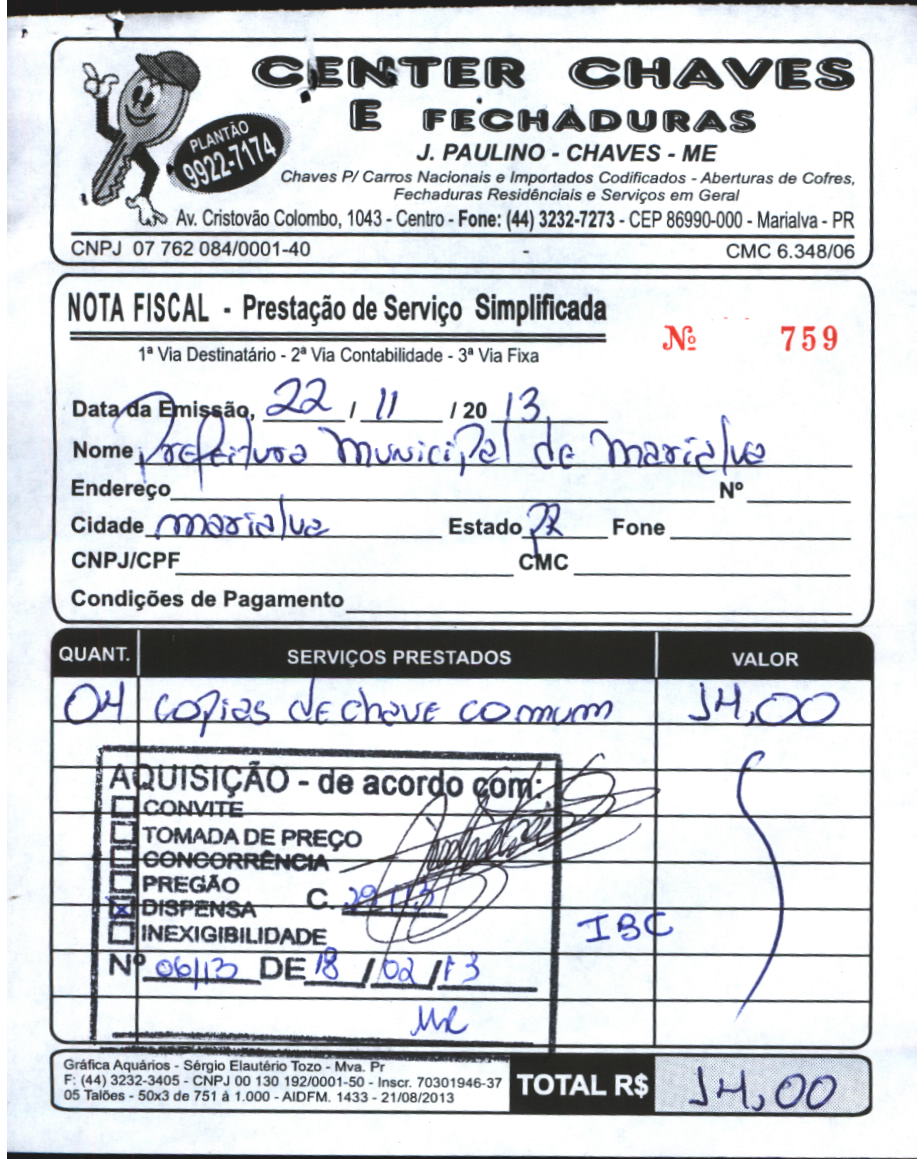 CENTER CHAVES
E FECHADURAS
PLANTÃO
9922-7174
J. PAULINO - CHAVES - ME
Chaves P/ Carros Nacionais e Importados Codificados - Aberturas de Cofres,
Fechaduras Residênciais e Serviços em Geral
Av. Cristovão Colombo, 1043 - Centro - Fone: (44) 3232-7273 - CEP 86990-000 - Marialva - PR
CNPJ 07 762 084/0001-40 CMC 6.348/06
NOTA FISCAL - Prestação de Serviço Simplificada
Nº 759
1ª Via Destinatário - 2ª Via Contabilidade - 3ª Via Fixa
Data da Emissão, 22 / 11 / 20 13
Nome Prefeitura Municipal de Marialva
Endereço Nº
Cidade Marialva Estado PR Fone
CNPJ/CPF CMC
Condições de Pagamento
QUANT. SERVIÇOS PRESTADOS VALOR
04 copias de chave comum 14,00
AQUISIÇÃO - de acordo com:
CONVITE
TOMADA DE PREÇO
CONCORRÊNCIA
PREGÃO
X DISPENSA C.
INEXIGIBILIDADE
IBC
Nº 06/13 DE 18 / 02 / 13
Gráfica Aquários - Sérgio Elautério Tozo - Mva. Pr
F: (44) 3232-3405 - CNPJ 00 130 192/0001-50 - Inscr. 70301946-37
05 Talões - 50x3 de 751 à 1.000 - AIDFM. 1433 - 21/08/2013
TOTAL R$ 14,00